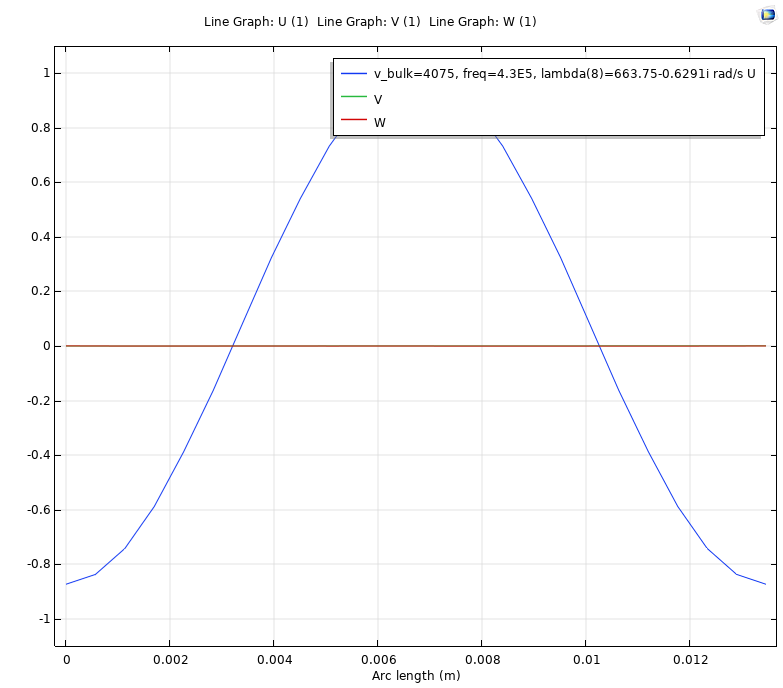 Line Graph: U (1)  Line Graph: V (1)  Line Graph: W (1)
v_bulk=4075, freq=4.3E5, lambda(8)=663.75-0.6291i rad/s U
V
W
1
0.8
0.6
0.4
0.2
0
-0.2
-0.4
-0.6
-0.8
-1
0 0.002 0.004 0.006 0.008 0.01 0.012
Arc length (m)